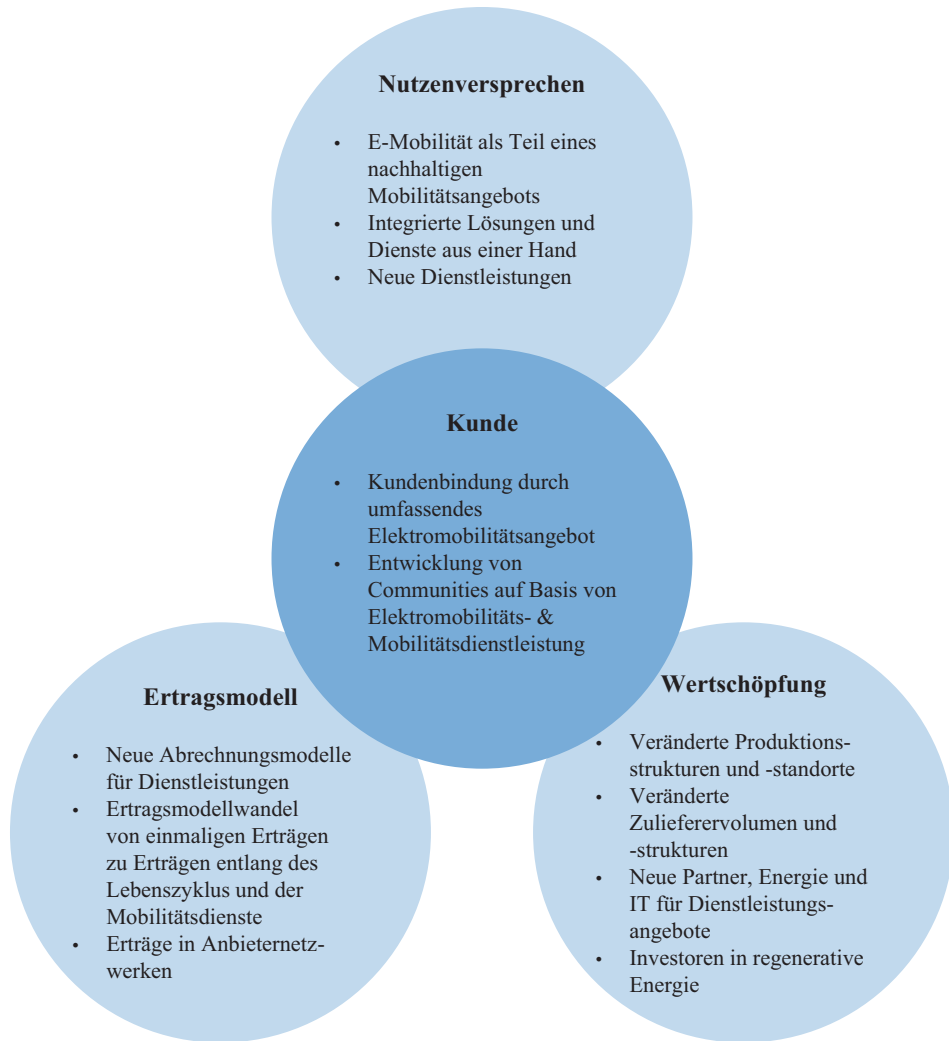 Nutzenversprechen
• E-Mobilität als Teil eines
nachhaltigen
Mobilitätsangebots
• Integrierte Lösungen und
Dienste aus einer Hand
• Neue Dienstleistungen
Kunde
• Kundenbindung durch
umfassendes
Elektromobilitätsangebot
• Entwicklung von
Communities auf Basis von
Elektromobilitäts- &
Mobilitätsdienstleistung
Ertragsmodell
• Neue Abrechnungsmodelle
für Dienstleistungen
• Ertragsmodellwandel
von einmaligen Erträgen
zu Erträgen entlang des
Lebenszyklus und der
Mobilitätsdienste
• Erträge in Anbieternetz-
werken
Wertschöpfung
• Veränderte Produktions-
strukturen und -standorte
• Veränderte
Zulieferervolumen und
-strukturen
• Neue Partner, Energie und
IT für Dienstleistungs-
angebote
• Investoren in regenerative
Energie